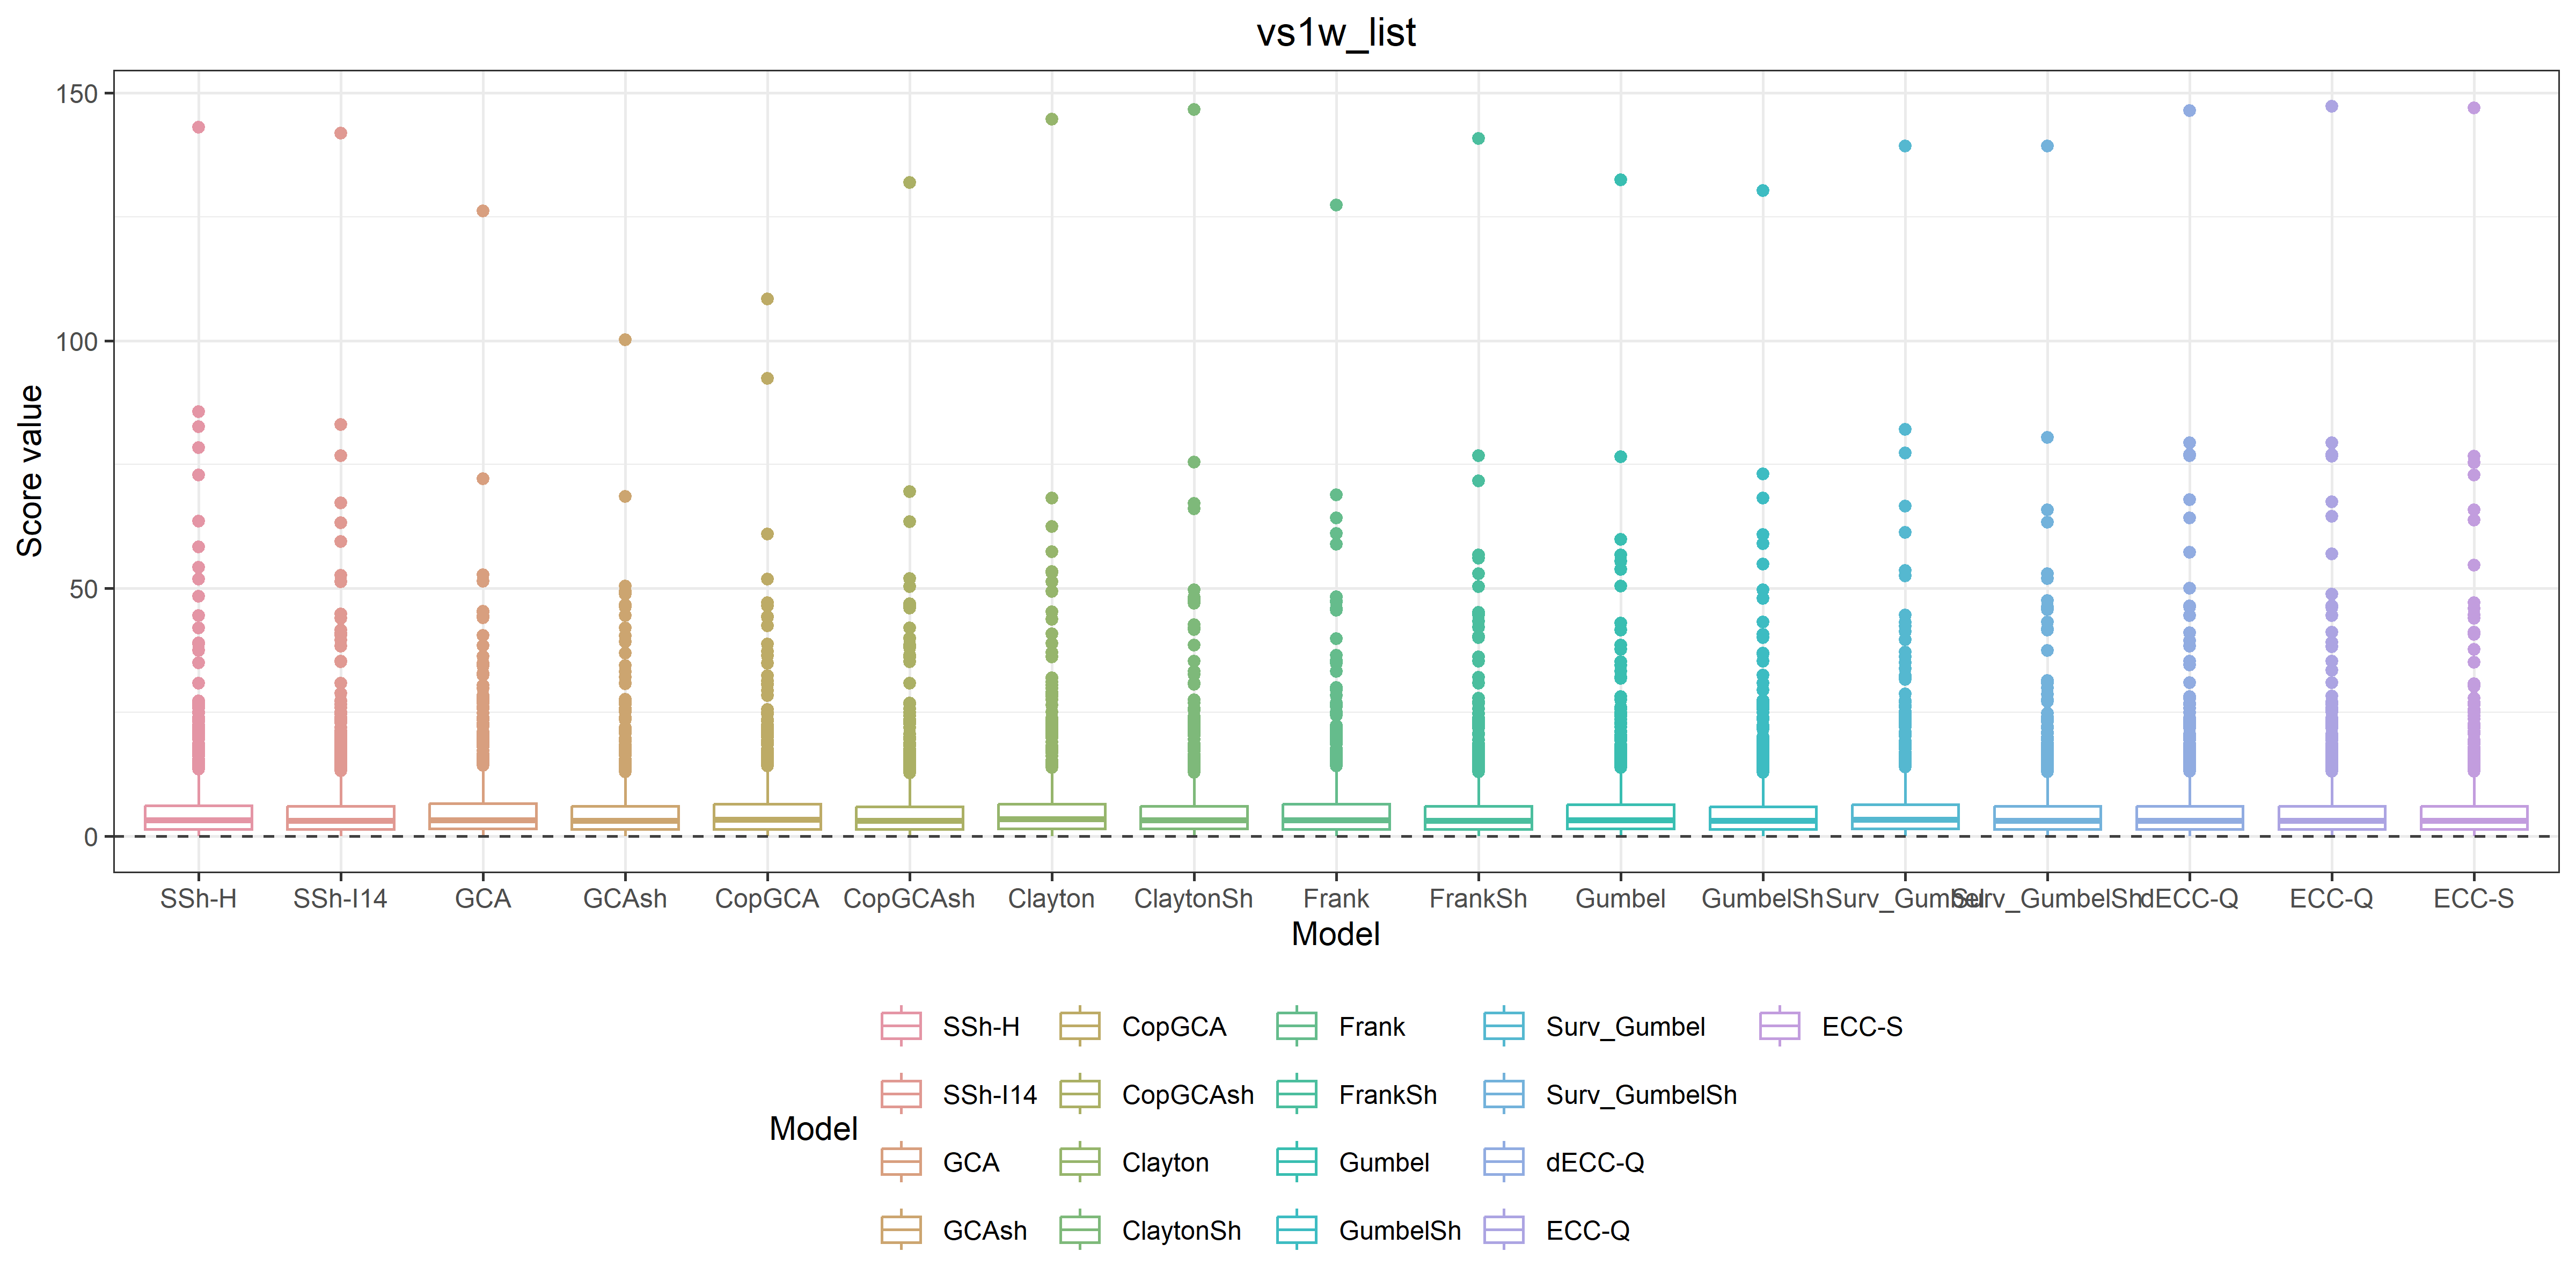 vs1w_list
150
100
50
0
Score value
SSh-H SSh-I14 GCA GCAsh CopGCA CopGCAsh Clayton ClaytonSh Frank FrankSh Gumbel GumbelSh Surv_Gumbel Surv_GumbelSh dECC-Q ECC-Q ECC-S
Model
Model
SSh-H CopGCA Frank Surv_Gumbel ECC-S
SSh-I14 CopGCAsh FrankSh Surv_GumbelSh
GCA Clayton Gumbel dECC-Q
GCAsh ClaytonSh GumbelSh ECC-Q